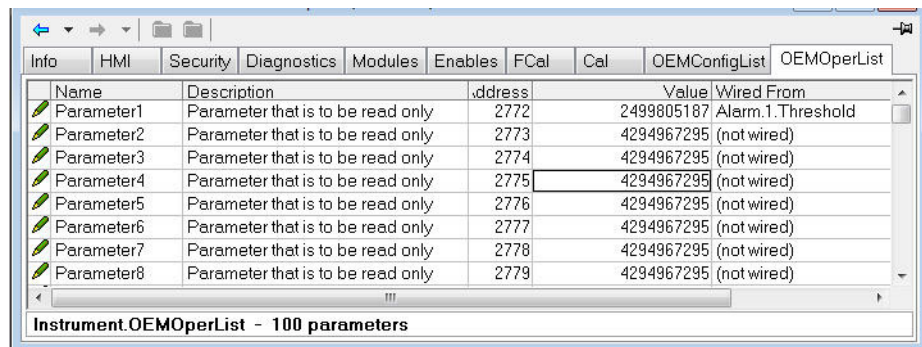 Info HMI Security Diagnostics Modules Enables FCal Cal OEMConfigList OEMOperList
Name Description Address Value Wired From
Parameter1 Parameter that is to be read only 2772 2499805187 Alarm.1.Threshold
Parameter2 Parameter that is to be read only 2773 4294967295 (not wired)
Parameter3 Parameter that is to be read only 2774 4294967295 (not wired)
Parameter4 Parameter that is to be read only 2775 4294967295 (not wired)
Parameter5 Parameter that is to be read only 2776 4294967295 (not wired)
Parameter6 Parameter that is to be read only 2777 4294967295 (not wired)
Parameter7 Parameter that is to be read only 2778 4294967295 (not wired)
Parameter8 Parameter that is to be read only 2779 4294967295 (not wired)
Instrument.OEMOperList - 100 parameters